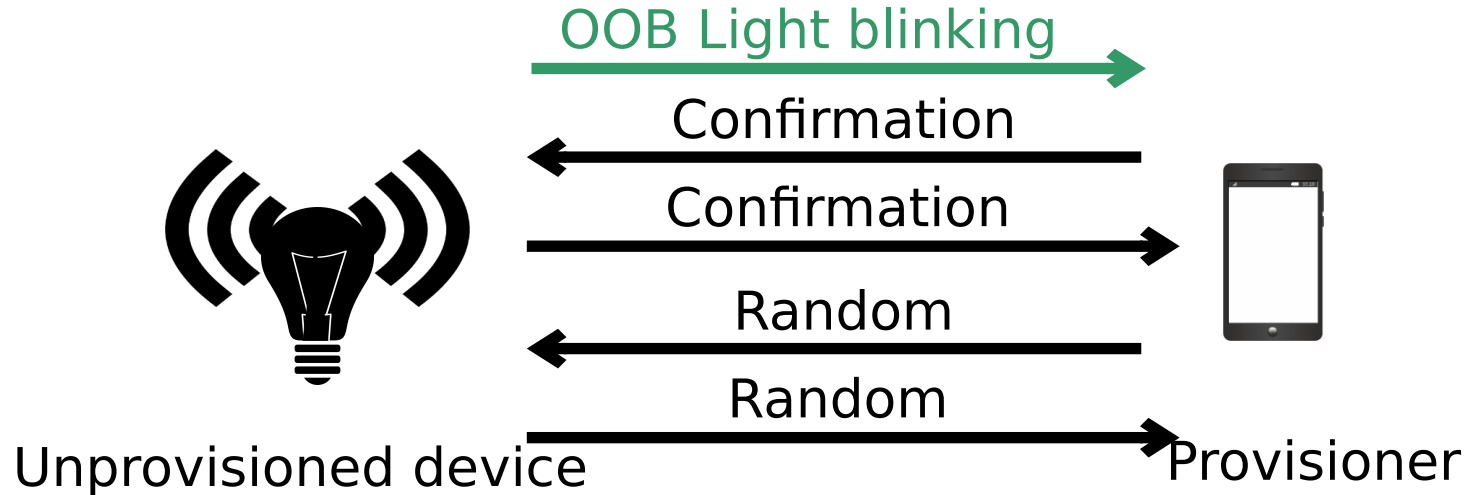 OOB Light blinking
Confirmation
Confirmation
Random
Random
Unprovisioned device
Provisioner